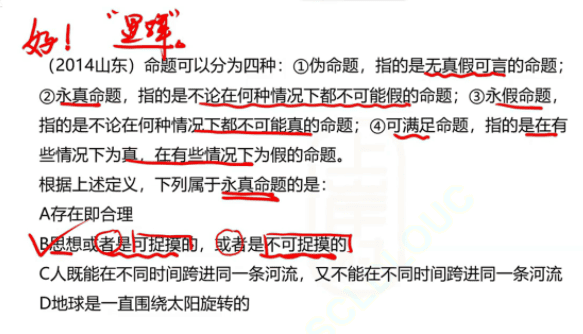 好！ "逻辑"。
（2014山东）命题可以分为四种：①伪命题，指的是无真假可言的命题；
②永真命题，指的是不论在何种情况下都不可能假的命题；③永假命题，
指的是不论在何种情况下都不可能真的命题；④可满足命题，指的是在有
些情况下为真，在有些情况下为假的命题。
根据上述定义，下列属于永真命题的是：
A存在即合理
B思想或者是可捉摸的，或者是不可捉摸的
C人既能在不同时间跨进同一条河流，又不能在不同时间跨进同一条河流
D地球是一直围绕太阳旋转的